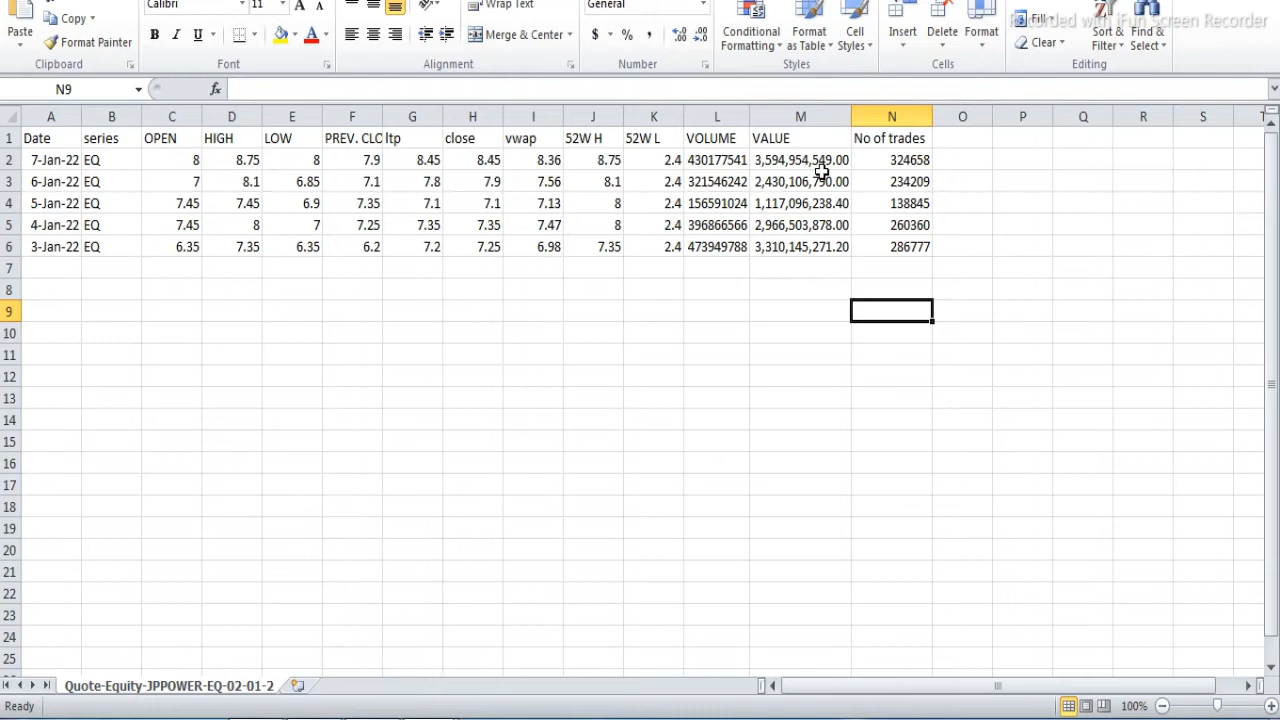 Calibri 11 A A Wrap Text General
Recorded with iFun Screen Recorder
Paste Copy Format Painter B I U A Merge & Center $ % , Conditional Formatting Format as Table Cell Styles Insert Delete Format Fill Clear Sort & Filter Find & Select
Clipboard Font Alignment Number Styles Cells Editing
N9 fx
A B C D E F G H I J K L M N O P Q R S T
1 Date series OPEN HIGH LOW PREV. CLC ltp close vwap 52W H 52W L VOLUME VALUE No of trades
2 7-Jan-22 EQ 8 8.75 8 7.9 8.45 8.45 8.36 8.75 2.4 430177541 3,594,954,549.00 324658
3 6-Jan-22 EQ 7 8.1 6.85 7.1 7.8 7.9 7.56 8.1 2.4 321546242 2,430,106,790.00 234209
4 5-Jan-22 EQ 7.45 7.45 6.9 7.35 7.1 7.1 7.13 8 2.4 156591024 1,117,096,238.40 138845
5 4-Jan-22 EQ 7.45 8 7 7.25 7.35 7.35 7.47 8 2.4 396866566 2,966,503,878.00 260360
6 3-Jan-22 EQ 6.35 7.35 6.35 6.2 7.2 7.25 6.98 7.35 2.4 473949788 3,310,145,271.20 286777
7
8
9
10
11
12
13
14
15
16
17
18
19
20
21
22
23
24
25
Quote-Equity-JPPOWER-EQ-02-01-2
Ready 100%